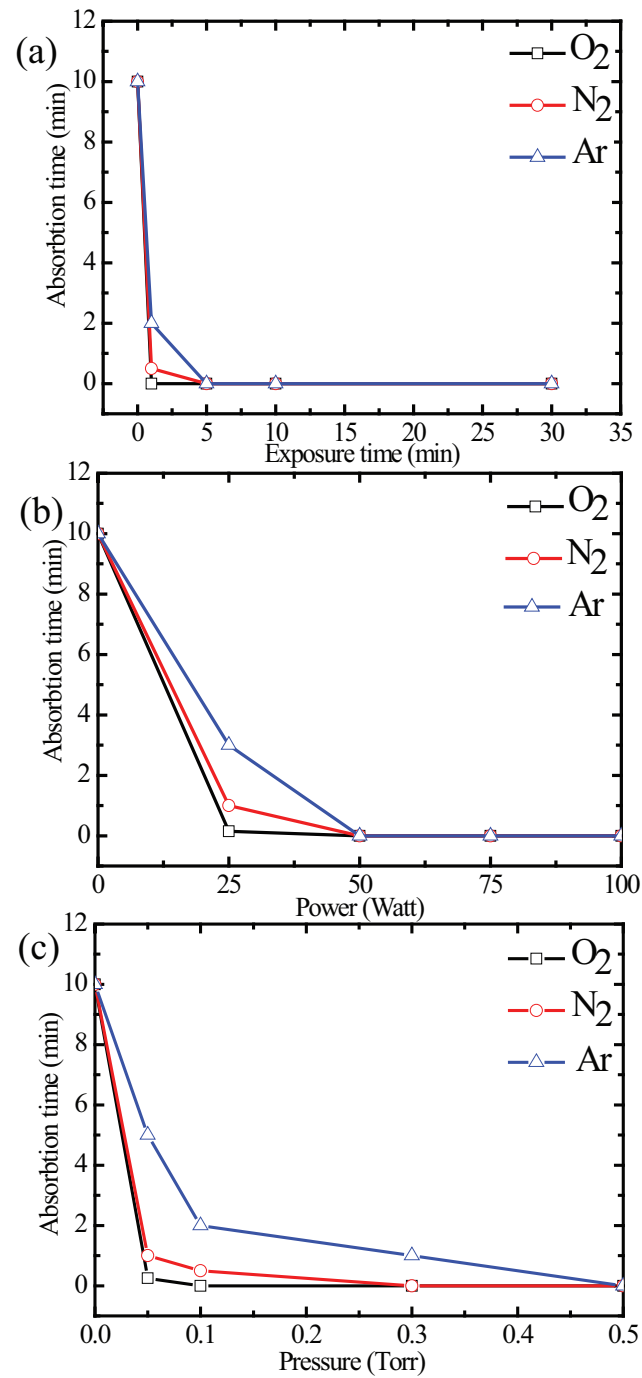 (a)
12
10
8
6
4
2
0
Absorbtion time (min)
O2
N2
Ar
0 5 10 15 20 25 30 35
Exposure time (min)
(b)
12
10
8
6
4
2
0
Absorbtion time (min)
O2
N2
Ar
0 25 50 75 100
Power (Watt)
(c)
12
10
8
6
4
2
0
Absorbtion time (min)
O2
N2
Ar
0.0 0.1 0.2 0.3 0.4 0.5
Pressure (Torr)